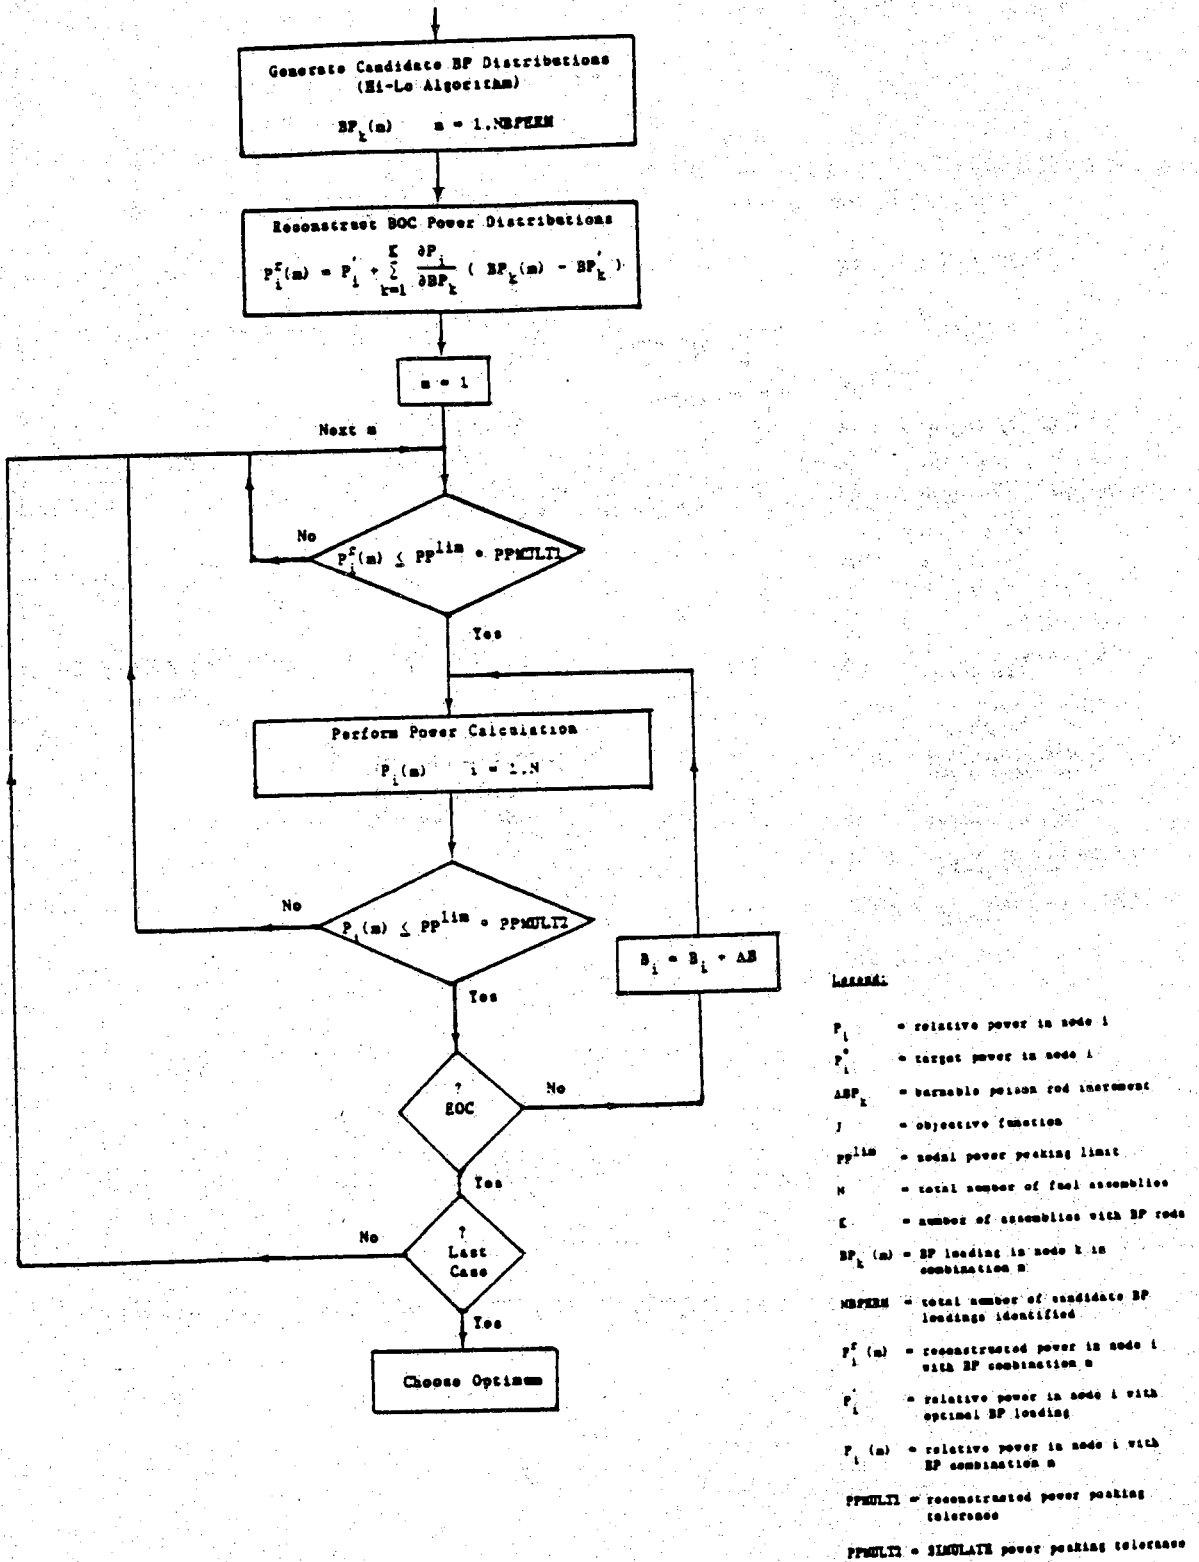 Generate Candidate BP Distributions
(Hi-Lo Algorithm)
BP_k(m) m = 1,NBPERM
Reconstruct BOC Power Distributions
P_i^r(m) = P_i' + Σ_{k=1}^{K} ∂P_i/∂BP_k ( BP_k(m) - BP_k' )
m = 1
Next m
No
P_i^r(m) ≤ PP^lim * PPMULT1
Yes
Perform Power Calculation
P_i(m) i = 1,N
No
P_i(m) ≤ PP^lim * PPMULT2
B_i = B_i + ΔB
Yes
?
EOC
No
Yes
No
?
Last
Case
Yes
Choose Optimum
Legend:
P_i = relative power in node i
P_i^* = target power in node i
ΔBP_k = burnable poison rod increment
J = objective function
PP^lim = nodal power peaking limit
N = total number of fuel assemblies
K = number of assemblies with BP rods
BP_k (m) = BP loading in node k in
combination m
NBPERM = total number of candidate BP
loadings identified
P_i^r (m) = reconstructed power in node i
with BP combination m
P_i' = relative power in node i with
optimal BP loading
P_i (m) = relative power in node i with
BP combination m
PPMULT1 = reconstructed power peaking
tolerance
PPMULT2 = SIMULATE power peaking tolerance